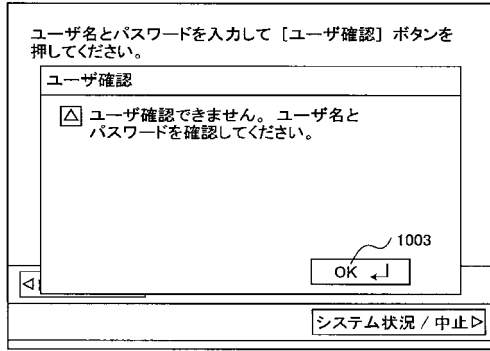 ユーザ名とパスワードを入力して［ユーザ確認］ボタンを
押してください。
ユーザ確認
△ ユーザ確認できません。ユーザ名と
パスワードを確認してください。
1003
OK ↵
◁
システム状況 / 中止▷